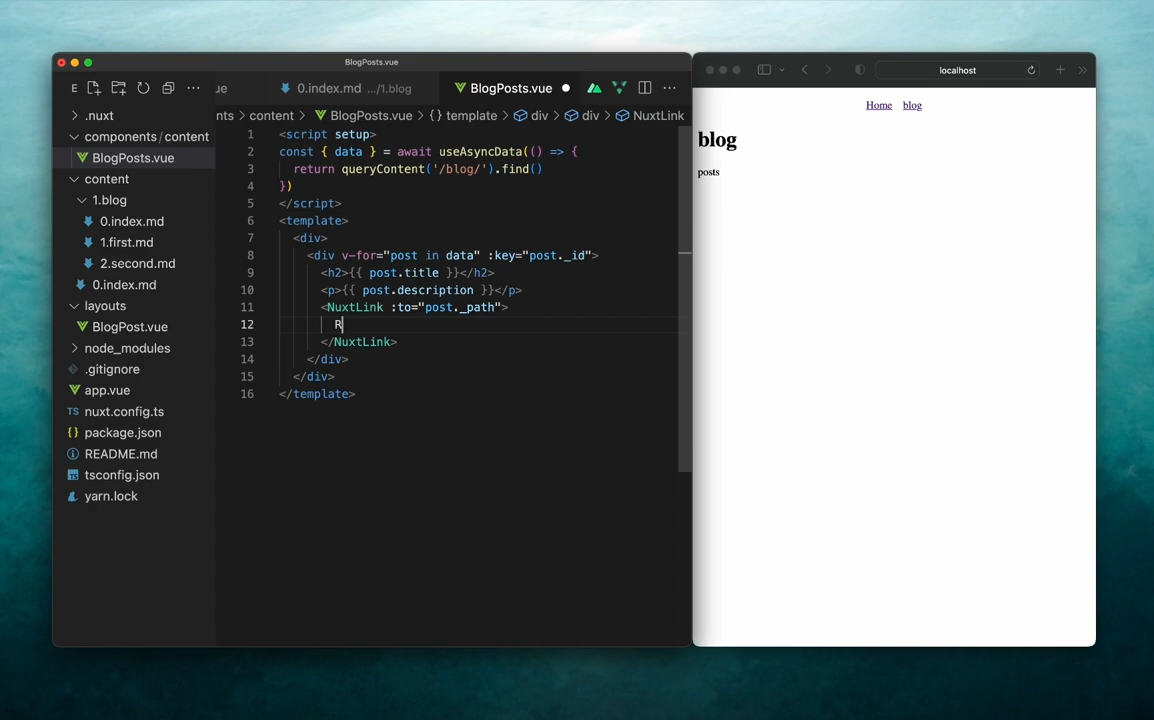 BlogPosts.vue
E
ue
0.index.md .../1.blog
BlogPosts.vue
nts > content > BlogPosts.vue > {} template > div > div > NuxtLink
.nuxt
components/content
BlogPosts.vue
content
1.blog
0.index.md
1.first.md
2.second.md
0.index.md
layouts
BlogPost.vue
node_modules
.gitignore
app.vue
TS nuxt.config.ts
{} package.json
README.md
tsconfig.json
yarn.lock
1 <script setup>
2 const { data } = await useAsyncData(() => {
3 return queryContent('/blog/').find()
4 })
5 </script>
6 <template>
7 <div>
8 <div v-for="post in data" :key="post._id">
9 <h2>{{ post.title }}</h2>
10 <p>{{ post.description }}</p>
11 <NuxtLink :to="post._path">
12 R
13 </NuxtLink>
14 </div>
15 </div>
16 </template>
localhost
Home blog
blog
posts